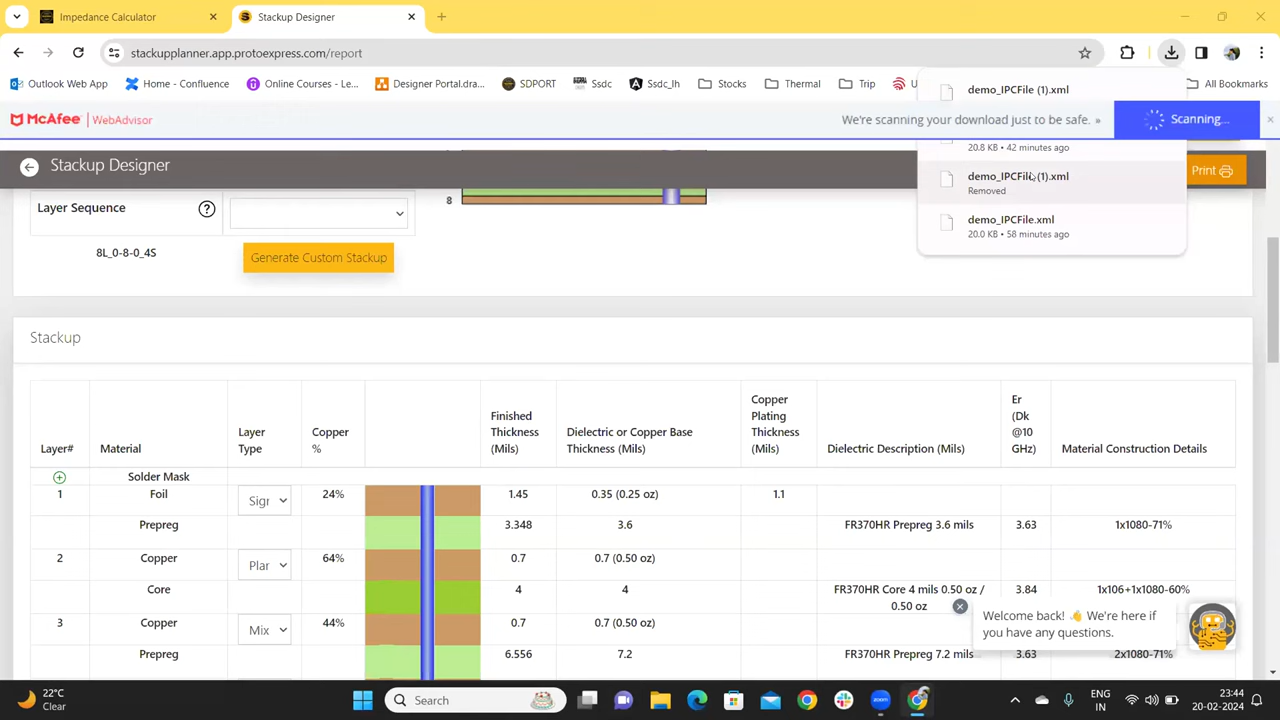 Impedance Calculator
Stackup Designer
stackupplanner.app.protoexpress.com/report
Outlook Web App
Home - Confluence
Online Courses - Le...
Designer Portal.dra...
SDPORT
Ssdc
Ssdc_lh
Stocks
Thermal
Trip
U
All Bookmarks
demo_IPCFile (1).xml
McAfee | WebAdvisor
We're scanning your download just to be safe. »
Scanning...
20.8 KB • 42 minutes ago
Stackup Designer
demo_IPCFile (1).xml
Removed
Print
demo_IPCFile.xml
20.0 KB • 58 minutes ago
8
Layer Sequence
?
8L_0-8-0_4S
Generate Custom Stackup
Stackup
Layer#
Material
Layer
Type
Copper
%
Finished
Thickness
(Mils)
Dielectric or Copper Base
Thickness (Mils)
Copper
Plating
Thickness
(Mils)
Dielectric Description (Mils)
Er
(Dk
@10
GHz)
Material Construction Details
Solder Mask
1 Foil Sigr 24% 1.45 0.35 (0.25 oz) 1.1
Prepreg 3.348 3.6 FR370HR Prepreg 3.6 mils 3.63 1x1080-71%
2 Copper Plar 64% 0.7 0.7 (0.50 oz)
Core 4 4 FR370HR Core 4 mils 0.50 oz /
0.50 oz
3.84 1x106+1x1080-60%
3 Copper Mix 44% 0.7 0.7 (0.50 oz)
Prepreg 6.556 7.2 FR370HR Prepreg 7.2 mils 3.63 2x1080-71%
Welcome back! 👋 We're here if
you have any questions.
22°C
Clear
Search
ENG
IN
23:44
20-02-2024